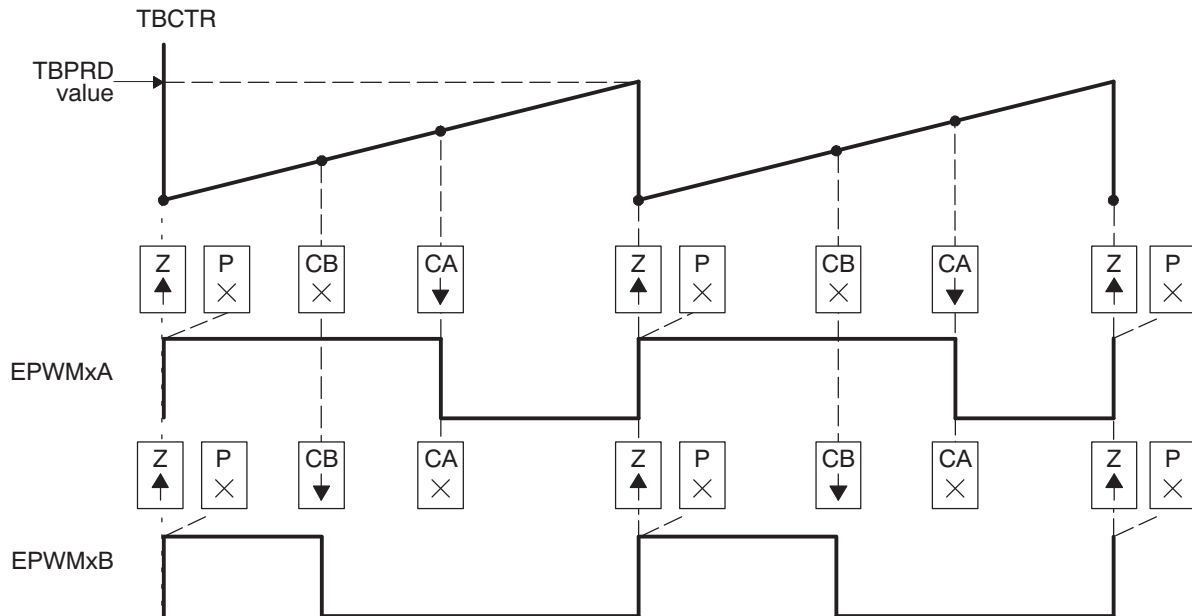 TBCTR
TBPRD
value
Z P CB CA Z P CB CA Z P
EPWMxA
Z P CB CA Z P CB CA Z P
EPWMxB